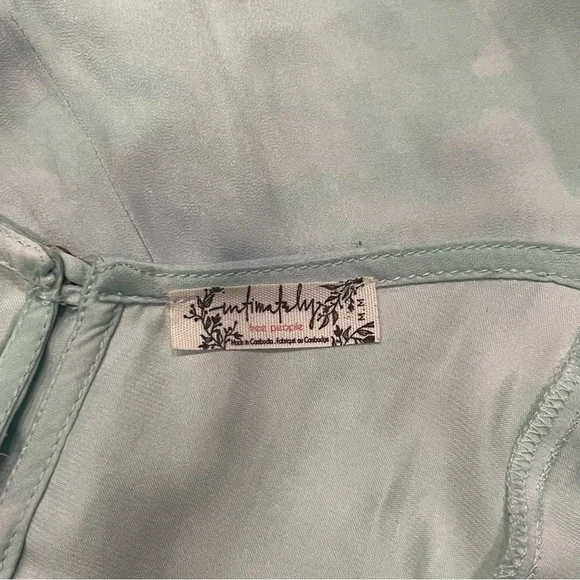 intimately
free people
Made in Cambodia. Fabriqué au Cambodge
M M